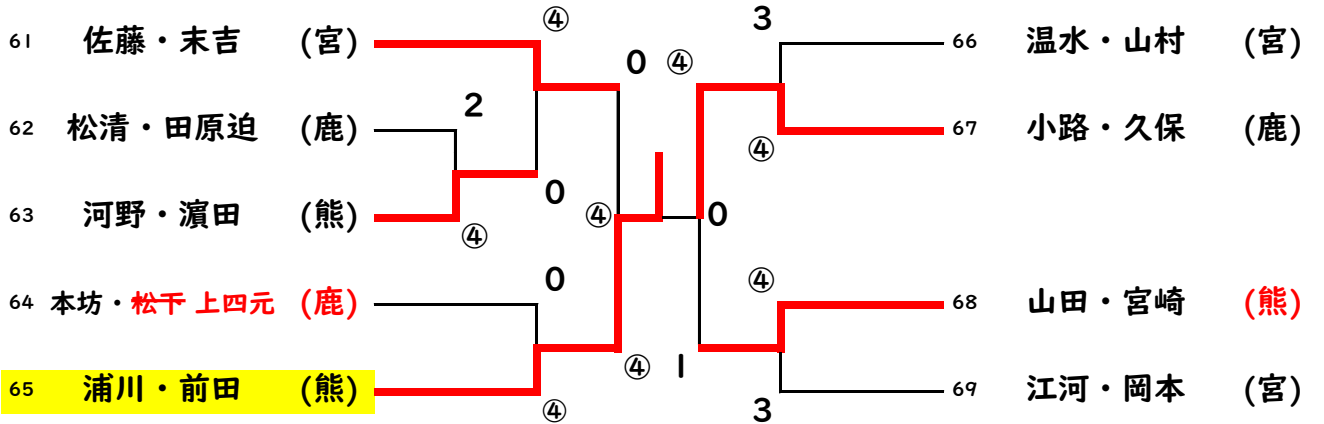 ④ 3
61 佐藤・末吉 (宮) 0 ④ 66 温水・山村 (宮)
2
62 松清・田原迫 (鹿) ④ 67 小路・久保 (鹿)
0
63 河野・濵田 (熊) ④ ④ 0
0 ④
64 本坊・松下 上四元 (鹿) 68 山田・宮崎 (熊)
④ 1
65 浦川・前田 (熊) ④ 3 69 江河・岡本 (宮)